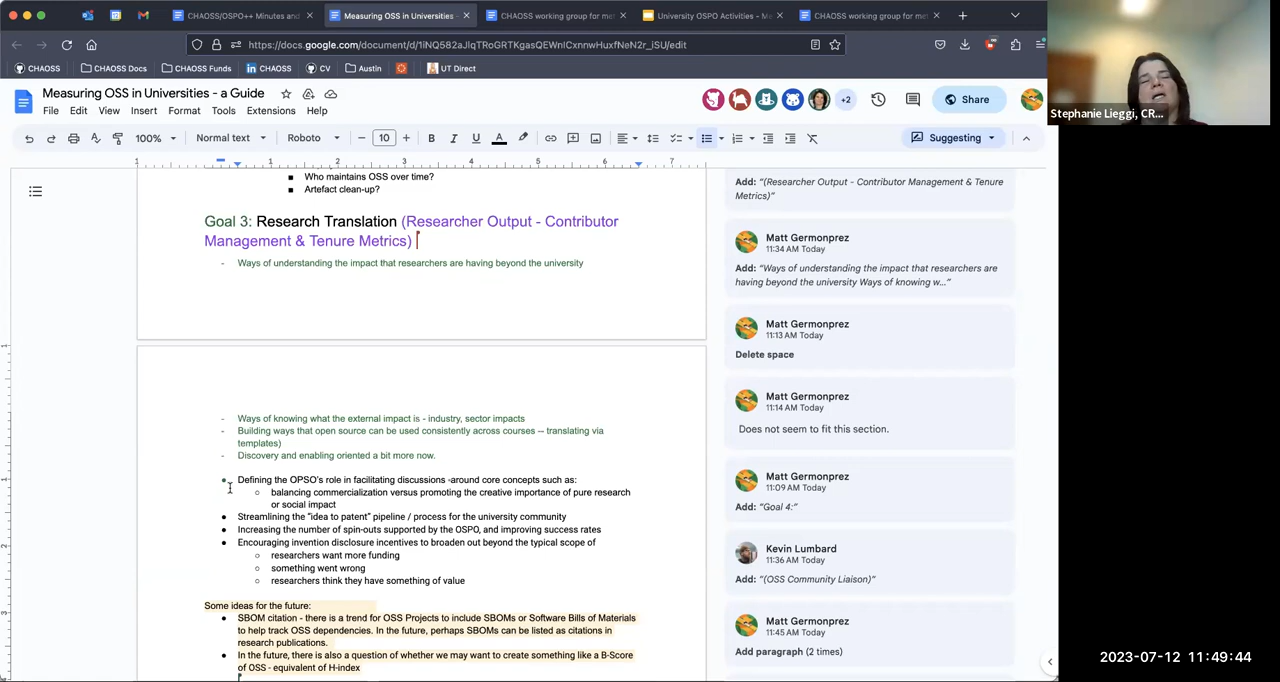 CHAOSS/OSPO++ Minutes and
Measuring OSS in Universities -
CHAOSS working group for met
University OSPO Activities - M
CHAOSS working group for met
CHAOSS
CHAOSS Docs
CHAOSS Funds
CHAOSS
CV
Austin
UT Direct
Measuring OSS in Universities - a Guide
File Edit View Insert Format Tools Extensions Help
+2
Share
100%
Normal text
Roboto
10
Suggesting
1 1 2 3 4 5 6 7
■ Who maintains OSS over time?
■ Artefact clean-up?
Goal 3: Research Translation (Researcher Output - Contributor
Management & Tenure Metrics)
- Ways of understanding the impact that researchers are having beyond the university
- Ways of knowing what the external impact is - industry, sector impacts
- Building ways that open source can be used consistently across courses -- translating via
templates)
- Discovery and enabling oriented a bit more now.
● Defining the OPSO's role in facilitating discussions -around core concepts such as:
○ balancing commercialization versus promoting the creative importance of pure research
or social impact
● Streamlining the "idea to patent" pipeline / process for the university community
● Increasing the number of spin-outs supported by the OSPO, and improving success rates
● Encouraging invention disclosure incentives to broaden out beyond the typical scope of
○ researchers want more funding
○ something went wrong
○ researchers think they have something of value
Some ideas for the future:
● SBOM citation - there is a trend for OSS Projects to include SBOMs or Software Bills of Materials
to help track OSS dependencies. In the future, perhaps SBOMs can be listed as citations in
research publications.
● In the future, there is also a question of whether we may want to create something like a B-Score
of OSS - equivalent of H-index
Add: "(Researcher Output - Contributor Management & Tenure
Metrics)"
Matt Germonprez
11:34 AM Today
Add: "Ways of understanding the impact that researchers are
having beyond the university Ways of knowing w..."
Matt Germonprez
11:13 AM Today
Delete space
Matt Germonprez
11:14 AM Today
Does not seem to fit this section.
Matt Germonprez
11:09 AM Today
Add: "Goal 4:"
Kevin Lumbard
11:36 AM Today
Add: "(OSS Community Liaison)"
Matt Germonprez
11:45 AM Today
Add paragraph (2 times)
Stephanie Lieggi, CR...
2023-07-12 11:49:44